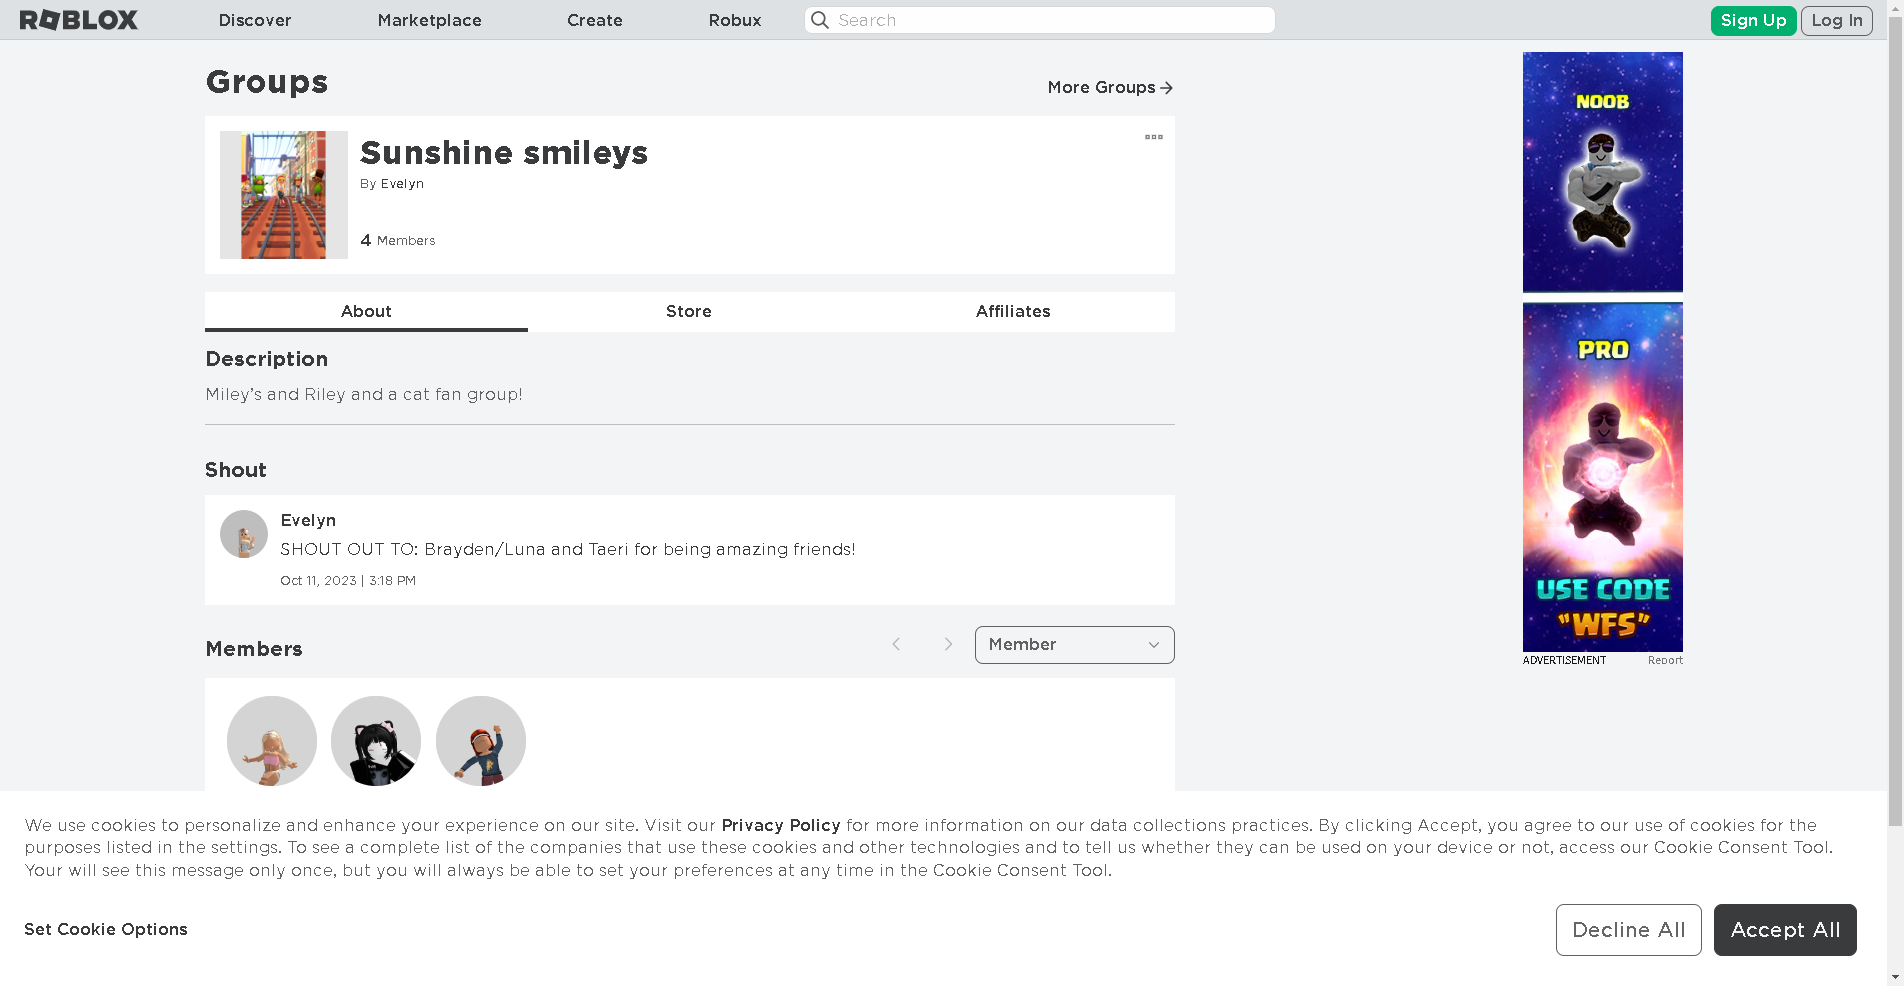 ROBLOX
Discover
Marketplace
Create
Robux
Search
Sign Up
Log In
Groups
More Groups
Sunshine smileys
By Evelyn
4 Members
About
Store
Affiliates
Description
Miley's and Riley and a cat fan group!
Shout
Evelyn
SHOUT OUT TO: Brayden/Luna and Taeri for being amazing friends!
Oct 11, 2023 | 3:18 PM
Members
Member
NOOB
PRO
USE CODE
"WFS"
ADVERTISEMENT
Report
We use cookies to personalize and enhance your experience on our site. Visit our Privacy Policy for more information on our data collections practices. By clicking Accept, you agree to our use of cookies for the
purposes listed in the settings. To see a complete list of the companies that use these cookies and other technologies and to tell us whether they can be used on your device or not, access our Cookie Consent Tool.
Your will see this message only once, but you will always be able to set your preferences at any time in the Cookie Consent Tool.
Set Cookie Options
Decline All
Accept All